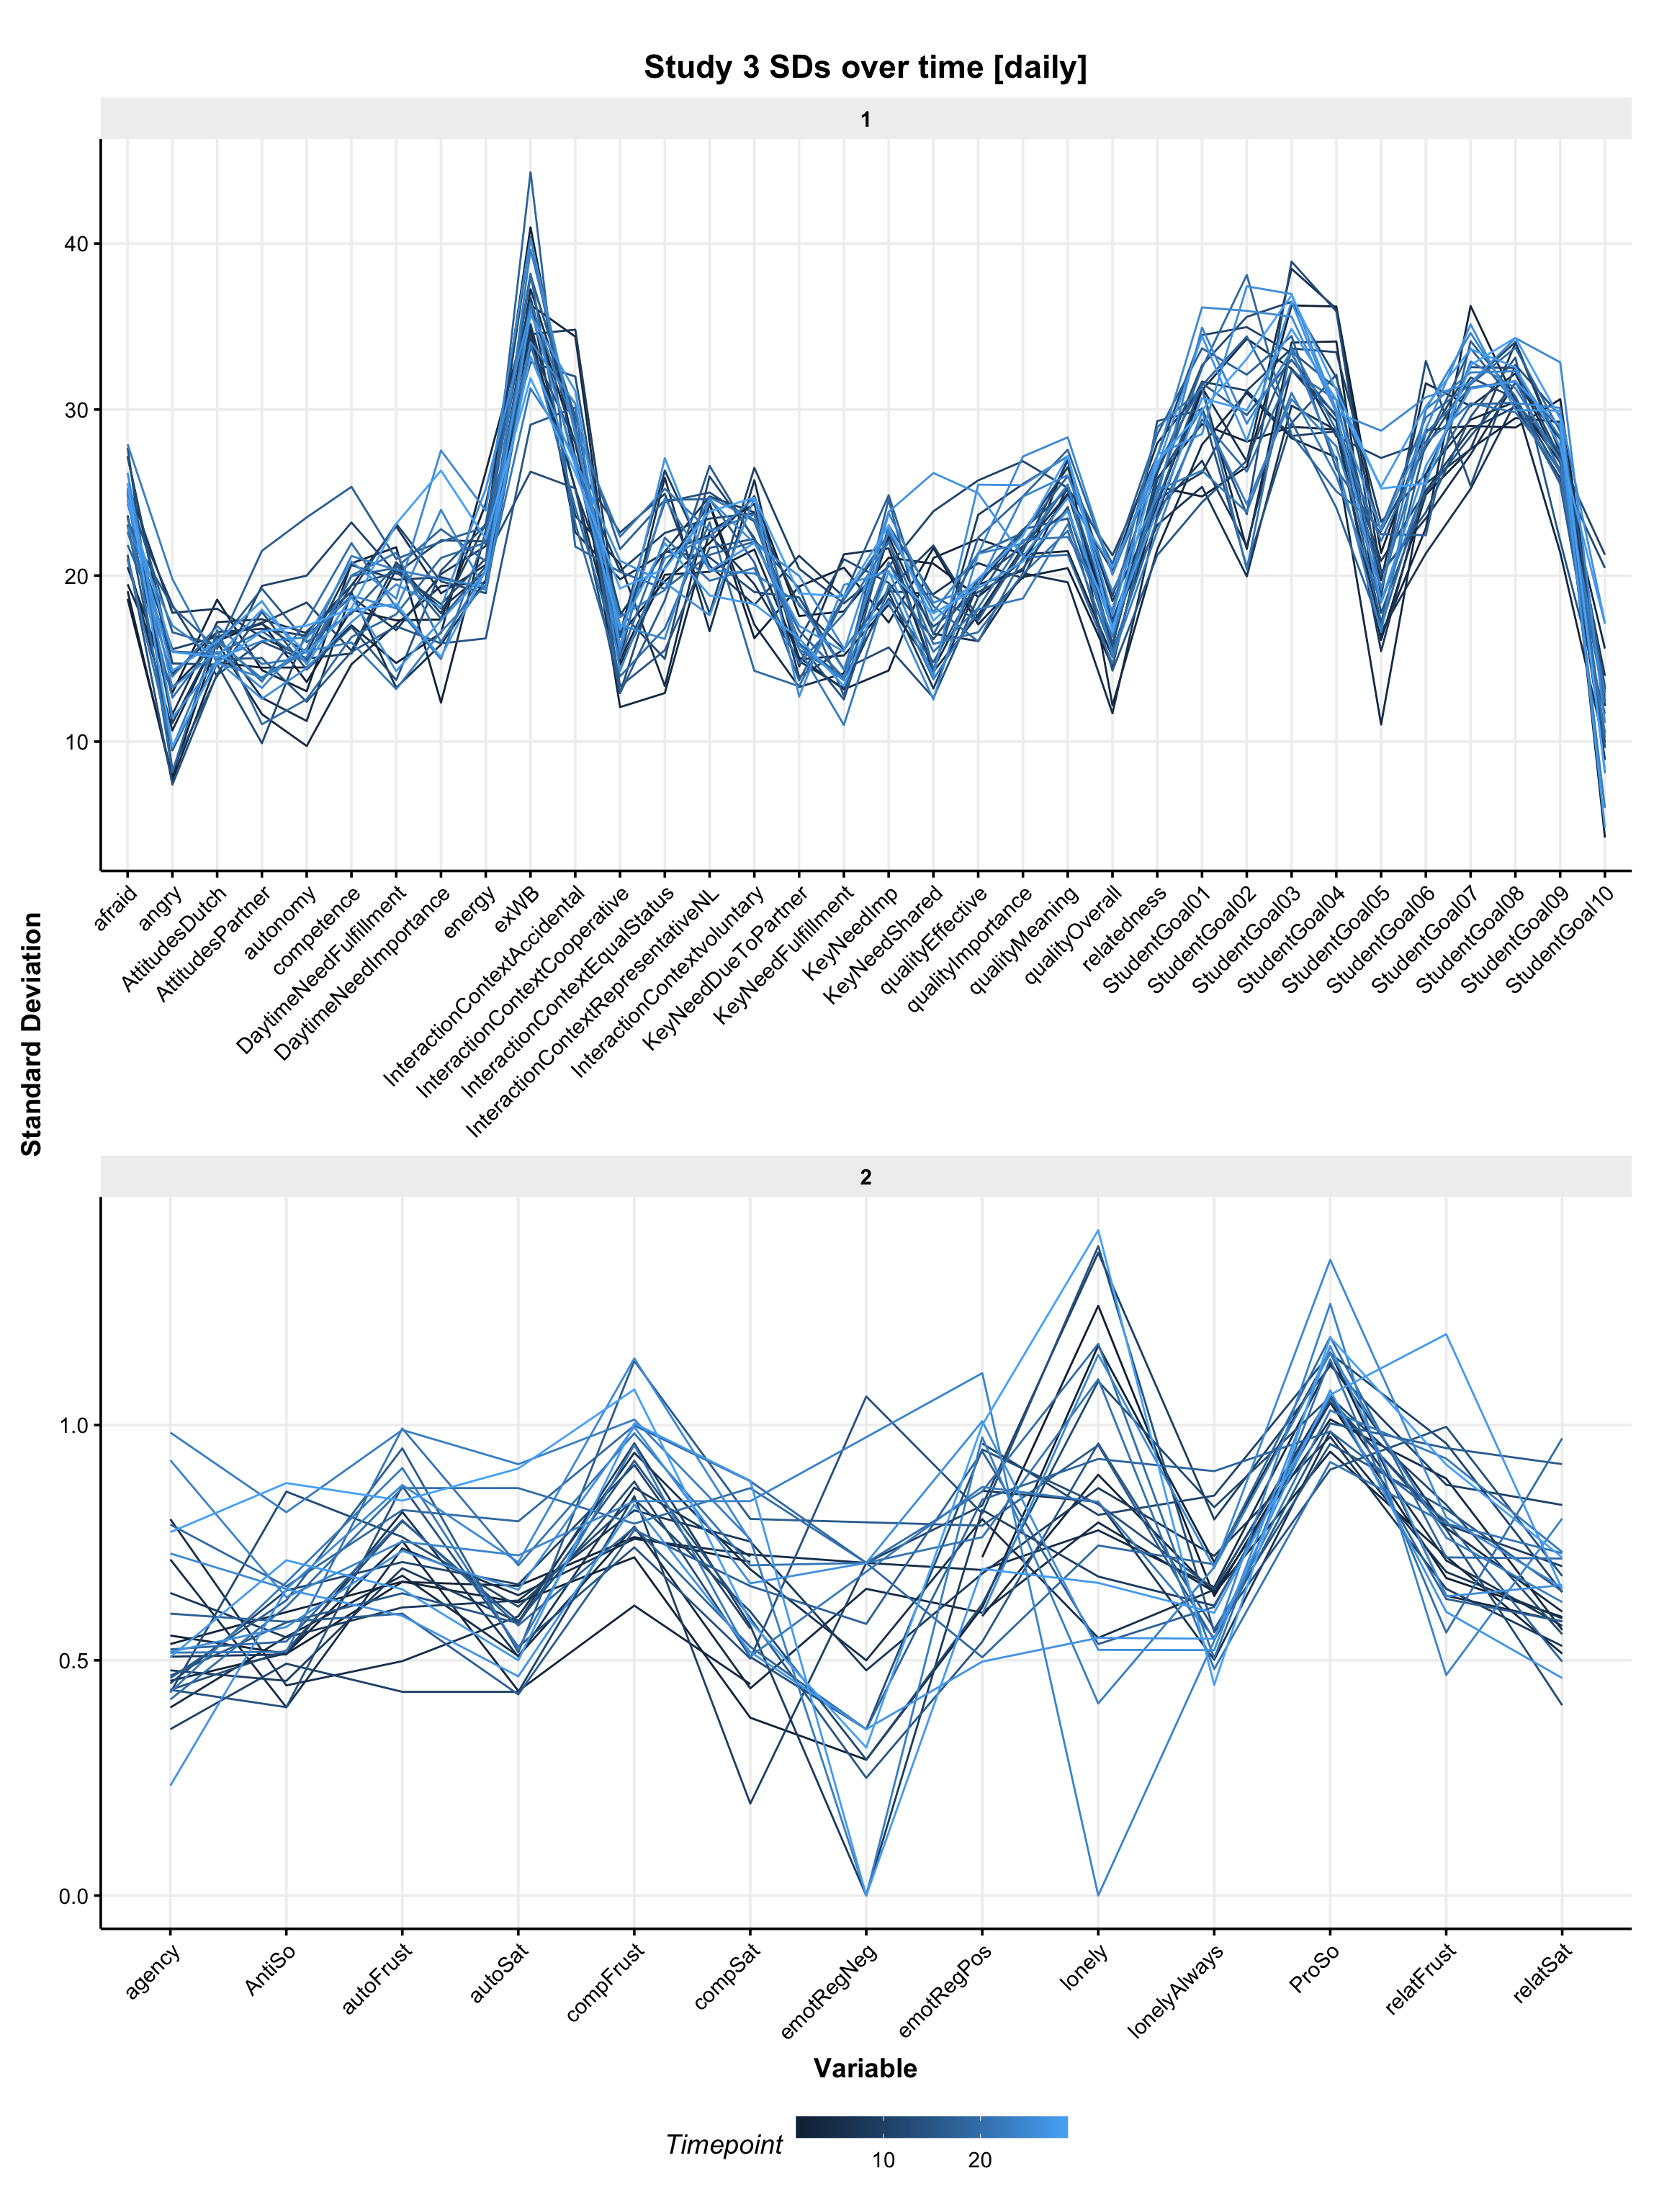 Study 3 SDs over time [daily]
1
40
30
20
10
afraid
angry
AttitudesDutch
AttitudesPartner
autonomy
competence
DaytimeNeedFulfillment
DaytimeNeedImportance
energy
exWB
InteractionContextAccidental
InteractionContextCooperative
InteractionContextEqualStatus
InteractionContextRepresentativeNL
InteractionContextvoluntary
KeyNeedDueToPartner
KeyNeedFulfillment
KeyNeedImp
KeyNeedShared
qualityEffective
qualityImportance
qualityMeaning
qualityOverall
relatedness
StudentGoal01
StudentGoal02
StudentGoal03
StudentGoal04
StudentGoal05
StudentGoal06
StudentGoal07
StudentGoal08
StudentGoal09
StudentGoal10
Standard Deviation
2
1.0
0.5
0.0
agency
AntiSo
autoFrust
autoSat
compFrust
compSat
emotRegNeg
emotRegPos
lonely
lonelyAlways
ProSo
relatFrust
relatSat
Variable
Timepoint
10
20